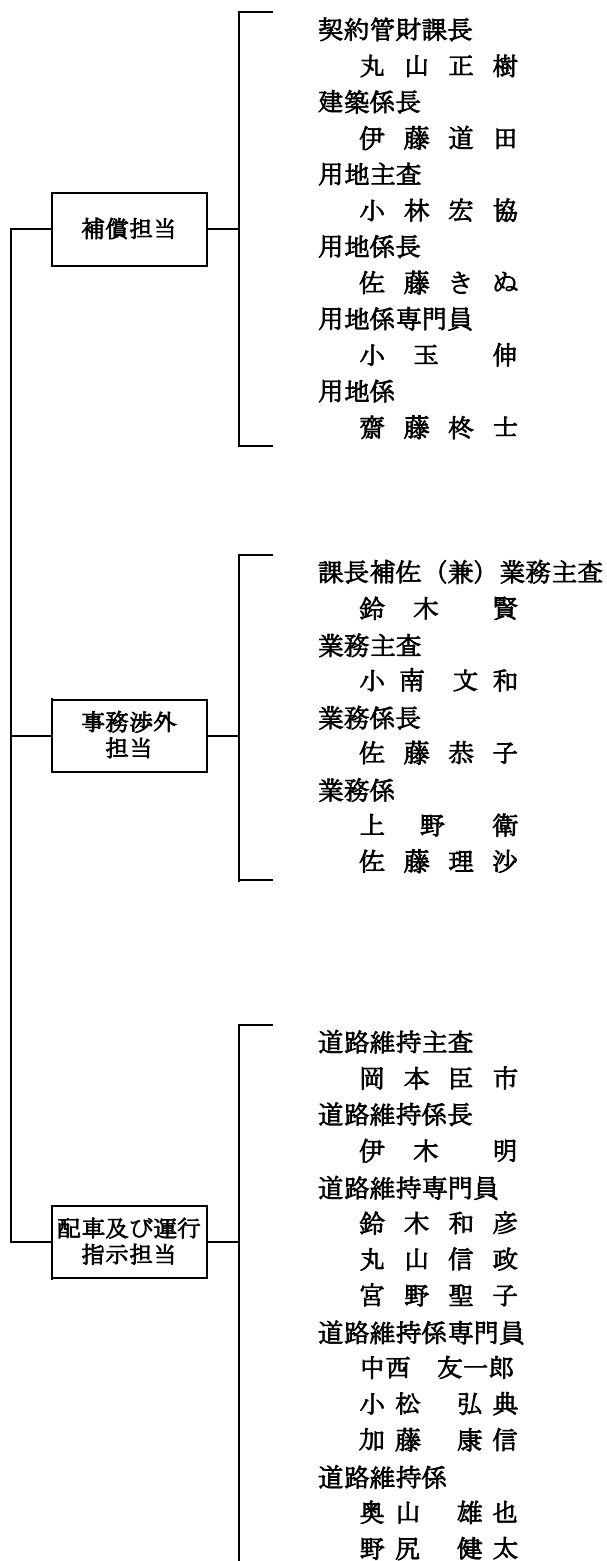 補償担当
契約管財課長
丸山正樹
建築係長
伊藤道田
用地主査
小林宏協
用地係長
佐藤きぬ
用地係専門員
小玉 伸
用地係
齋藤柊士
事務渉外
担当
課長補佐（兼）業務主査
鈴木 賢
業務主査
小南 文和
業務係長
佐藤恭子
業務係
上野 衛
佐藤理沙
配車及び運行
指示担当
道路維持主査
岡本臣市
道路維持係長
伊木 明
道路維持専門員
鈴木和彦
丸山信政
宮野聖子
道路維持係専門員
中西 友一郎
小松 弘典
加藤 康信
道路維持係
奥山 雄也
野尻 健太